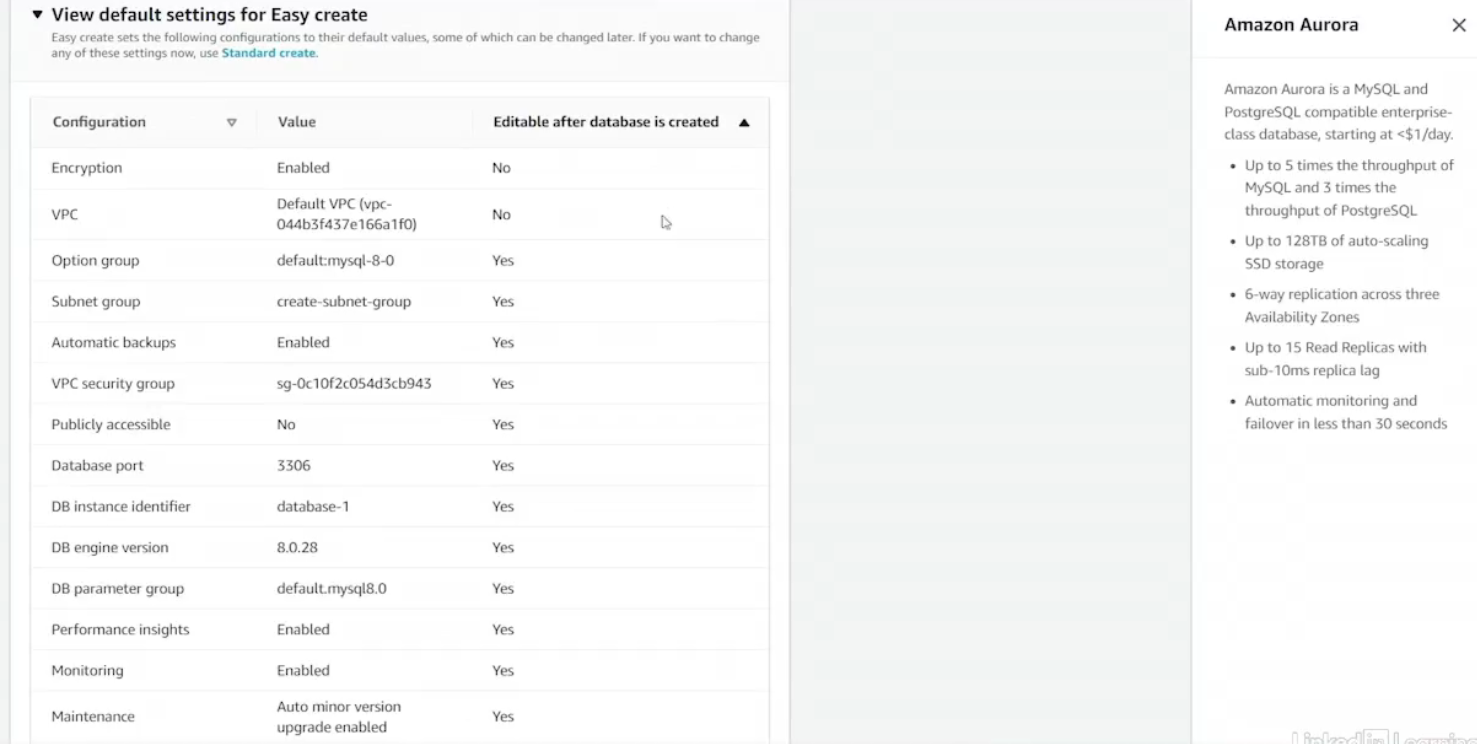 View default settings for Easy create
Easy create sets the following configurations to their default values, some of which can be changed later. If you want to change
any of these settings now, use Standard create.
Configuration Value Editable after database is created
Encryption Enabled No
VPC Default VPC (vpc-
044b3f437e166a1f0) No
Option group default:mysql-8-0 Yes
Subnet group create-subnet-group Yes
Automatic backups Enabled Yes
VPC security group sg-0c10f2c054d3cb943 Yes
Publicly accessible No Yes
Database port 3306 Yes
DB instance identifier database-1 Yes
DB engine version 8.0.28 Yes
DB parameter group default.mysql8.0 Yes
Performance insights Enabled Yes
Monitoring Enabled Yes
Maintenance Auto minor version
upgrade enabled Yes
Amazon Aurora
Amazon Aurora is a MySQL and
PostgreSQL compatible enterprise-
class database, starting at <$1/day.
• Up to 5 times the throughput of
MySQL and 3 times the
throughput of PostgreSQL
• Up to 128TB of auto-scaling
SSD storage
• 6-way replication across three
Availability Zones
• Up to 15 Read Replicas with
sub-10ms replica lag
• Automatic monitoring and
failover in less than 30 seconds
LinkedIn Learning